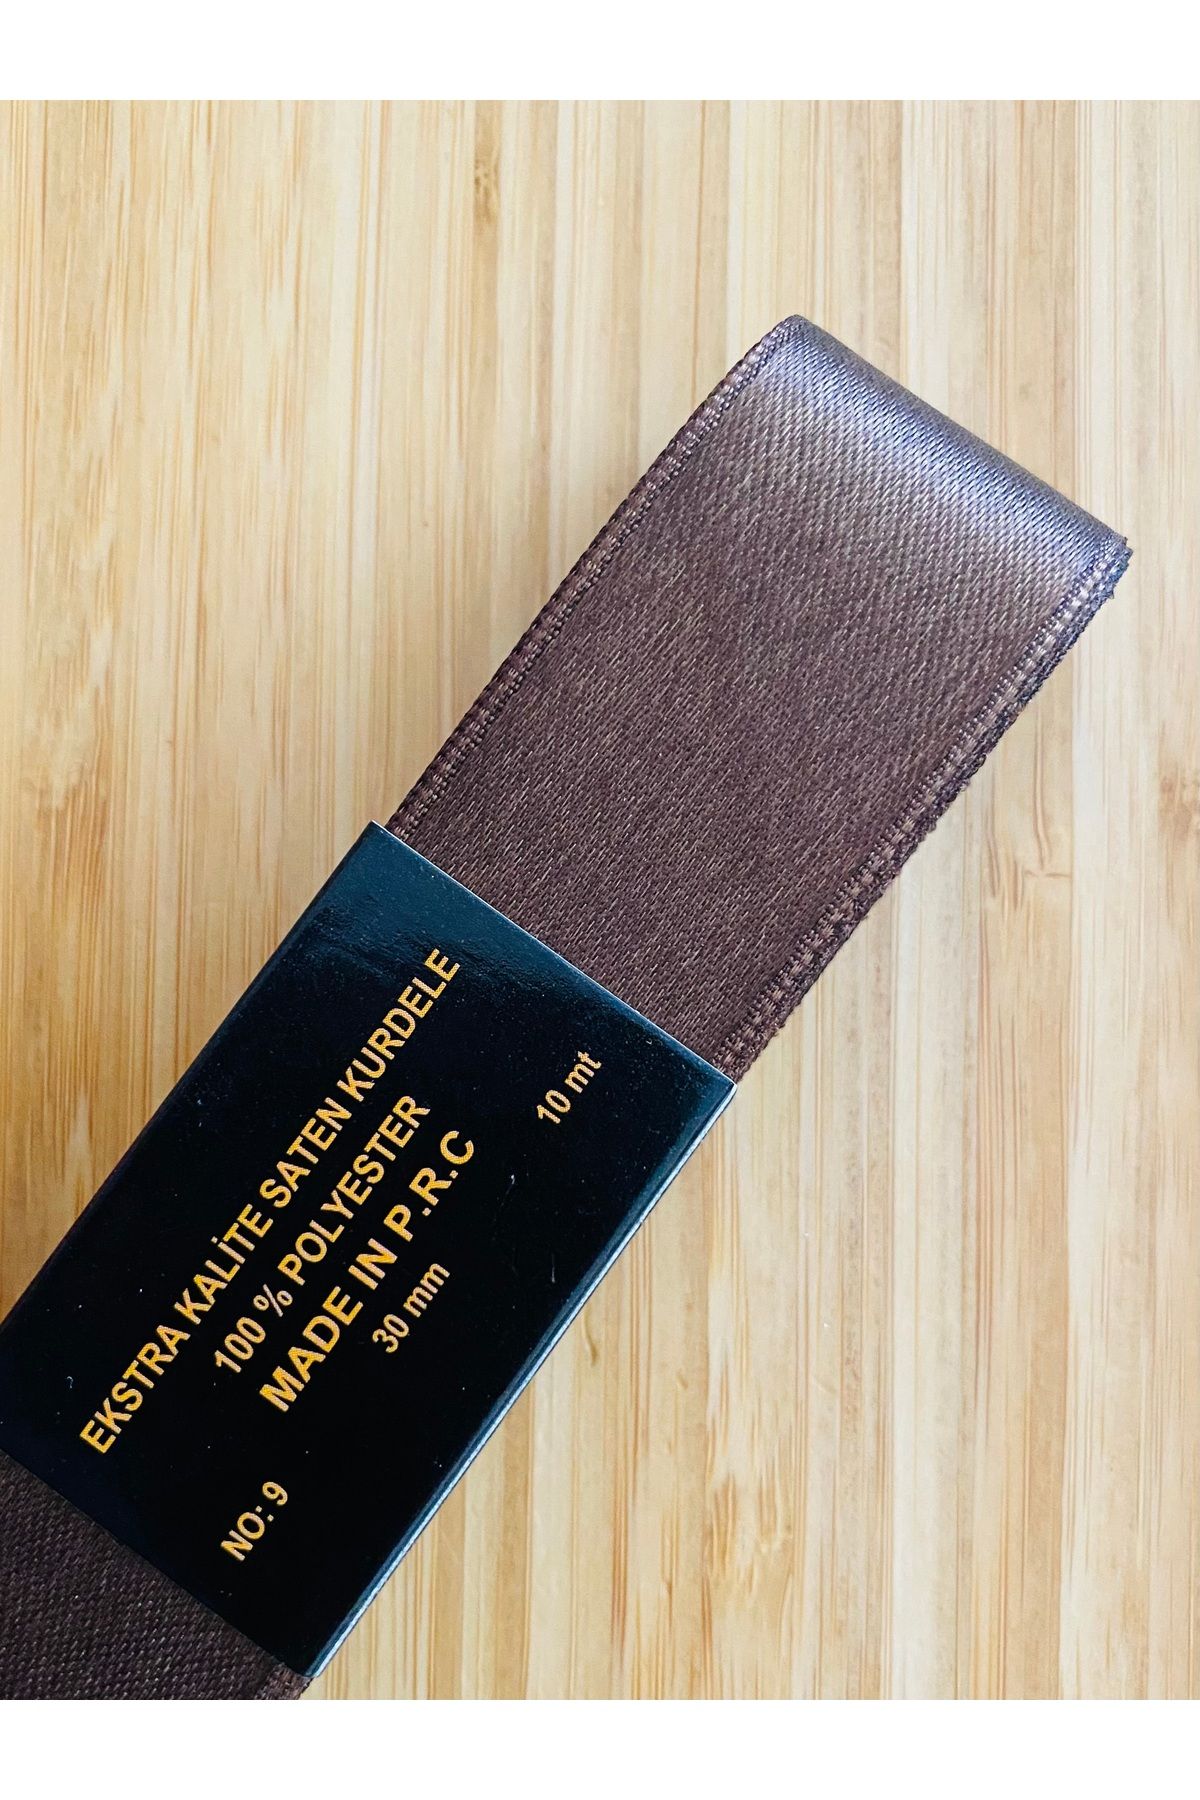 EKSTRA KALİTE SATEN KURDELE
100 % POLYESTER
MADE IN P.R.C
NO: 9
30 mm
10 mt